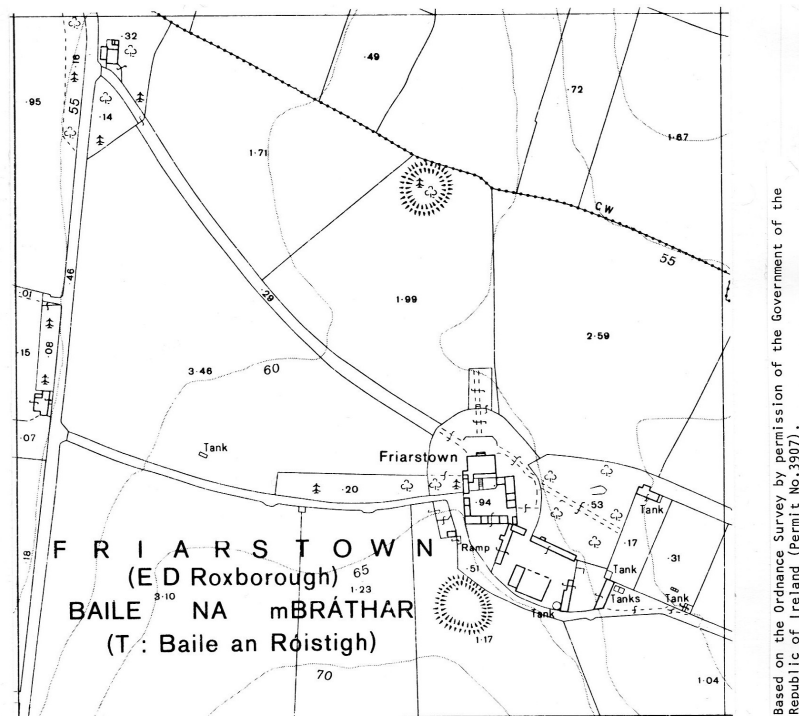 ·32
·16
·49
·95
55
·14
·72
1·87
1·71
CW
55
46
·29
·01
1·99
2·59
·15
·08
3·46
60
·07
Tank
Friarstown
·20
·94
·53
Tank
·17
·31
Ramp
·51
Tank
Tanks
Tank
Tank
18
FRIARSTOWN
(E D Roxborough)
65
3·10
1·23
BAILE NA mBRÁTHAR
(T : Baile an Róistigh)
1·17
70
1·04
Based on the Ordnance Survey by permission of the Government of the
Republic of Ireland (Permit No.3907).